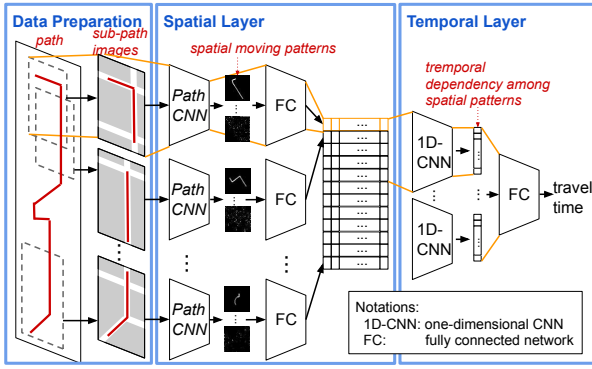 Data Preparation
path
sub-path
images
Spatial Layer
spatial moving patterns
Path
CNN
FC
Path
CNN
FC
Path
CNN
FC
Temporal Layer
tremporal
dependency among
spatial patterns
1D-
CNN
1D-
CNN
FC
travel
time
Notations:
1D-CNN: one-dimensional CNN
FC: fully connected network